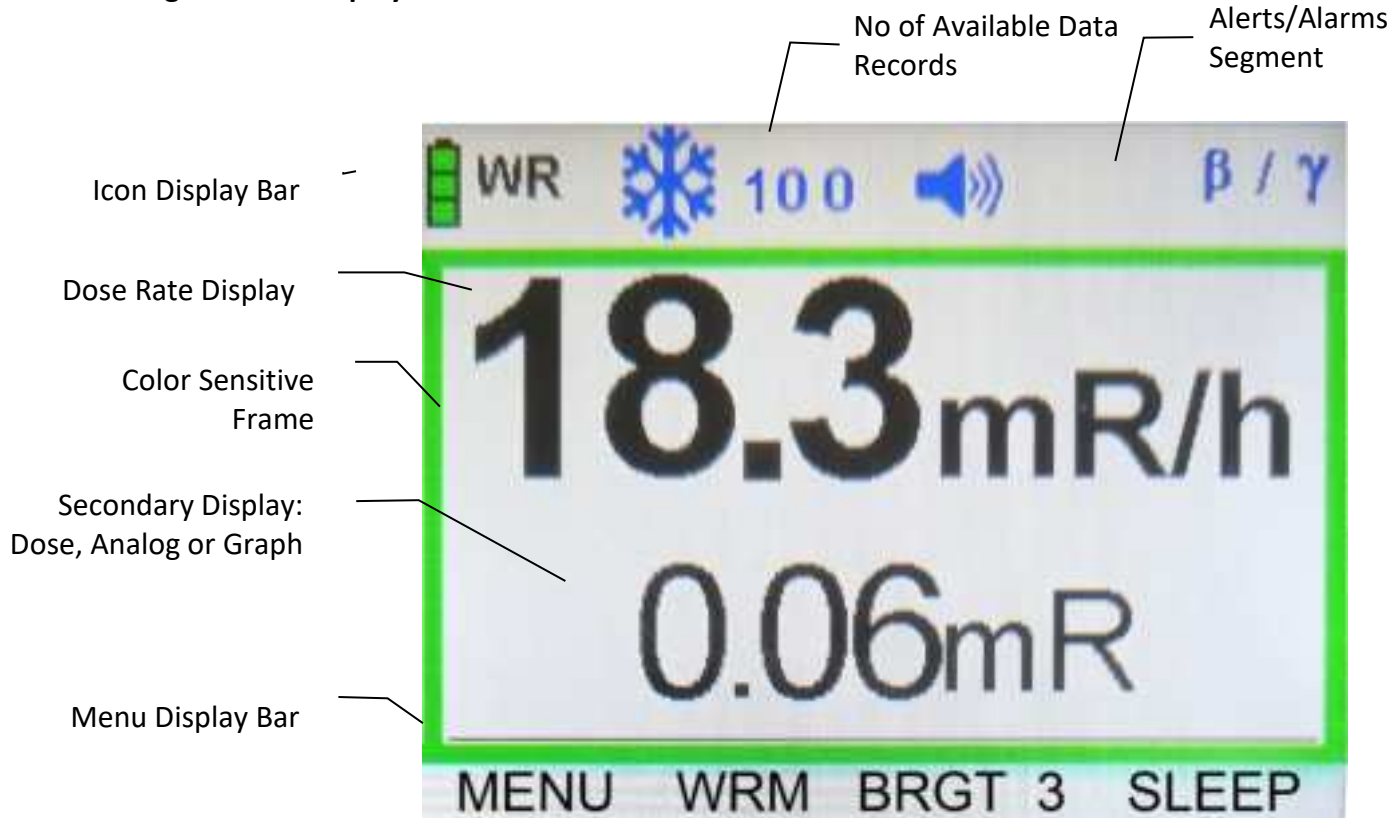 No of Available Data
Records
Alerts/Alarms
Segment
WR 100 β / γ
Icon Display Bar
Dose Rate Display
18.3mR/h
Color Sensitive
Frame
Secondary Display:
Dose, Analog or Graph
0.06mR
Menu Display Bar
MENU WRM BRGT 3 SLEEP